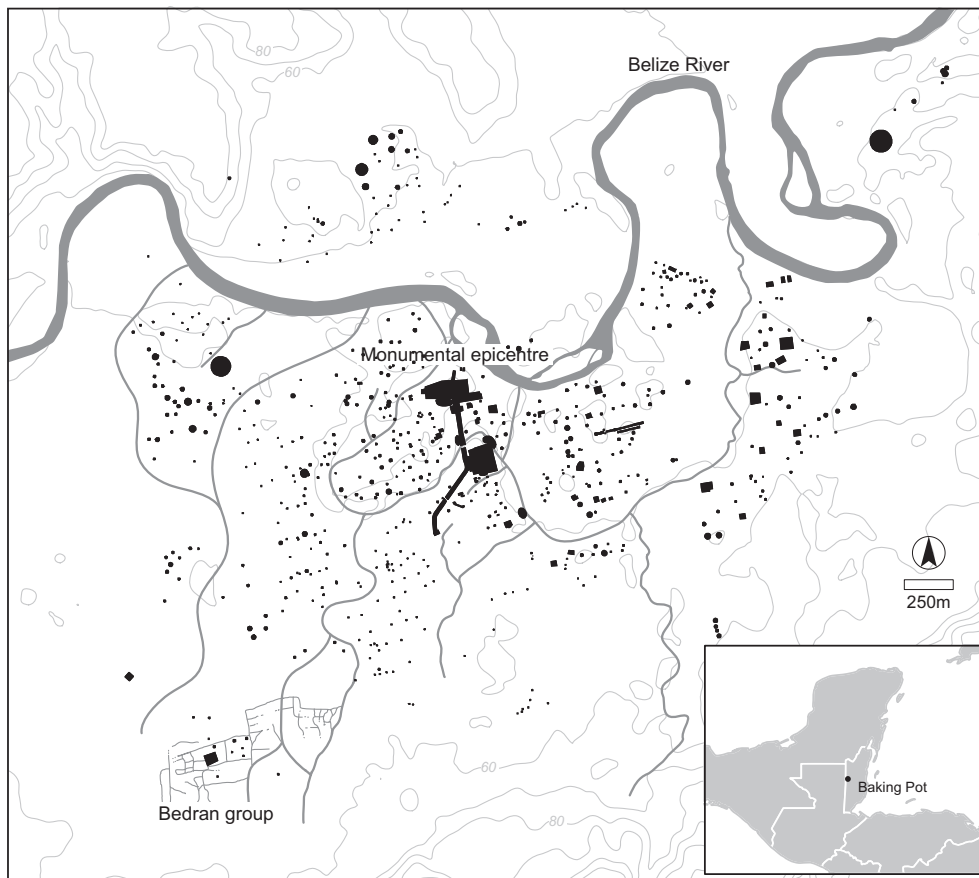 80
60
Belize River
Monumental epicentre
250m
Bedran group
60
80
Baking Pot